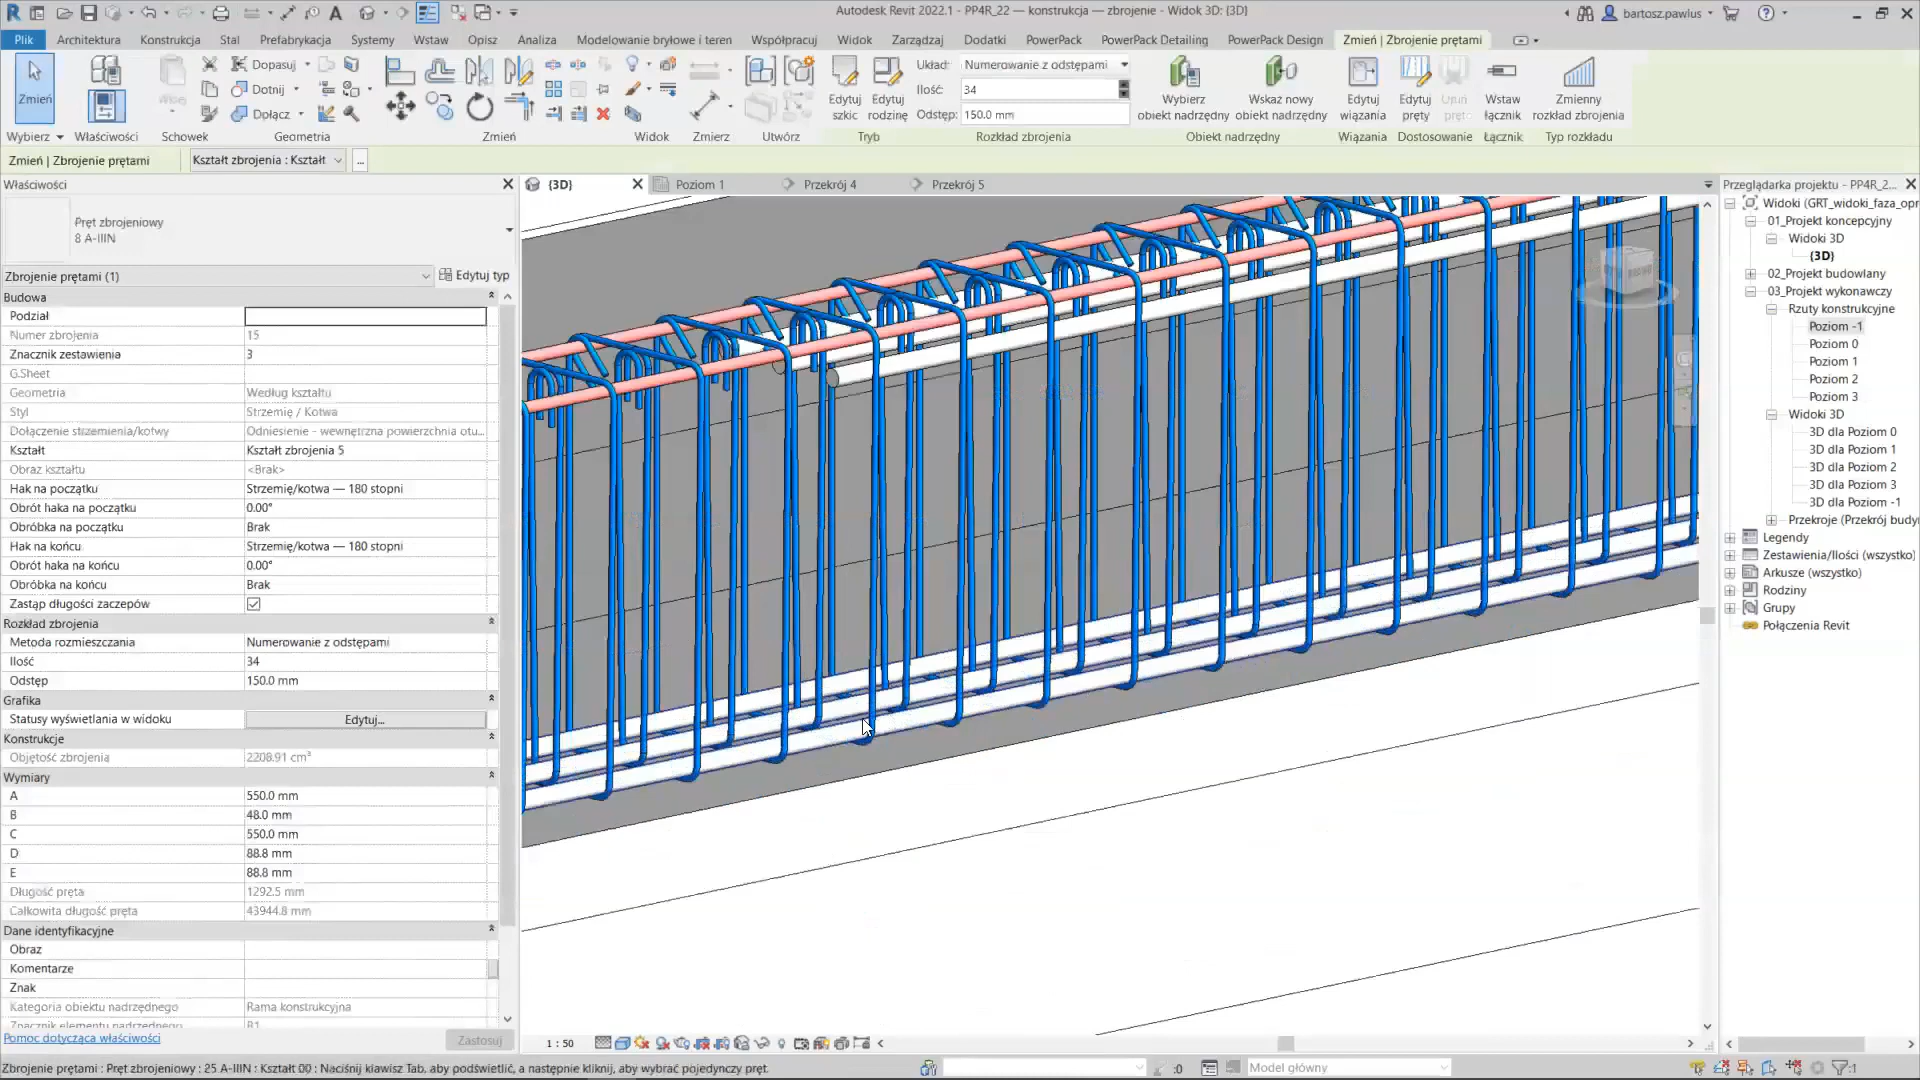 Autodesk Revit 2022.1 - PP4R_22 — konstrukcja — zbrojenie - Widok 3D: {3D}
bartosz.pawlus
Plik Architektura Konstrukcja Stal Prefabrykacja Systemy Wstaw Opisz Analiza Modelowanie bryłowe i teren Współpracuj Widok Zarządzaj Dodatki PowerPack PowerPack Detailing PowerPack Design Zmień | Zbrojenie prętami
Zmień
Wklej
Dopasuj
Dotnij
Dołącz
Edytuj szkic
Edytuj rodzinę
Układ: Numerowanie z odstępami
Ilość: 34
Odstęp: 150.0 mm
Wybierz obiekt nadrzędny
Wskaż nowy obiekt nadrzędny
Edytuj wiązania
Edytuj pręty
Usuń pręt
Wstaw łącznik
Zmienny rozkład zbrojenia
Wybierz Właściwości Schowek Geometria Zmień Widok Zmierz Utwórz Tryb Rozkład zbrojenia Obiekt nadrzędny Wiązania Dostosowanie Łącznik Typ rozkładu
Zmień | Zbrojenie prętami Kształt zbrojenia : Kształt ...
Właściwości
Pręt zbrojeniowy
8 A-IIIN
Zbrojenie prętami (1) Edytuj typ
Budowa
Podział
Numer zbrojenia 15
Znacznik zestawienia 3
G.Sheet
Geometria Według kształtu
Styl Strzemię / Kotwa
Dołączenie strzemienia/kotwy Odniesienie - wewnętrzna powierzchnia otu...
Kształt Kształt zbrojenia 5
Obraz kształtu <Brak>
Hak na początku Strzemię/kotwa — 180 stopni
Obrót haka na początku 0.00°
Obróbka na początku Brak
Hak na końcu Strzemię/kotwa — 180 stopni
Obrót haka na końcu 0.00°
Obróbka na końcu Brak
Zastąp długości zaczepów
Rozkład zbrojenia
Metoda rozmieszczania Numerowanie z odstępami
Ilość 34
Odstęp 150.0 mm
Grafika
Statusy wyświetlania w widoku Edytuj...
Konstrukcje
Objętość zbrojenia 2208.91 cm³
Wymiary
A 550.0 mm
B 48.0 mm
C 550.0 mm
D 88.8 mm
E 88.8 mm
Długość pręta 1292.5 mm
Całkowita długość pręta 43944.8 mm
Dane identyfikacyjne
Obraz
Komentarze
Znak
Kategoria obiektu nadrzędnego Rama konstrukcyjna
Znacznik elementu nadrzędnego B1
Pomoc dotycząca właściwości Zastosuj
{3D} Poziom 1 Przekrój 4 Przekrój 5
1 : 50
Przeglądarka projektu - PP4R_2...
Widoki (GRT_widoki_faza_opr
01_Projekt koncepcyjny
Widoki 3D
{3D}
02_Projekt budowlany
03_Projekt wykonawczy
Rzuty konstrukcyjne
Poziom -1
Poziom 0
Poziom 1
Poziom 2
Poziom 3
Widoki 3D
3D dla Poziom 0
3D dla Poziom 1
3D dla Poziom 2
3D dla Poziom 3
3D dla Poziom -1
Przekroje (Przekrój budy
Legendy
Zestawienia/Ilości (wszystko)
Arkusze (wszystko)
Rodziny
Grupy
Połączenia Revit
Zbrojenie prętami : Pręt zbrojeniowy : 25 A-IIIN : Kształt 00 : Naciśnij klawisz Tab, aby podświetlić, a następnie kliknij, aby wybrać pojedynczy pręt. :0 Model główny :1